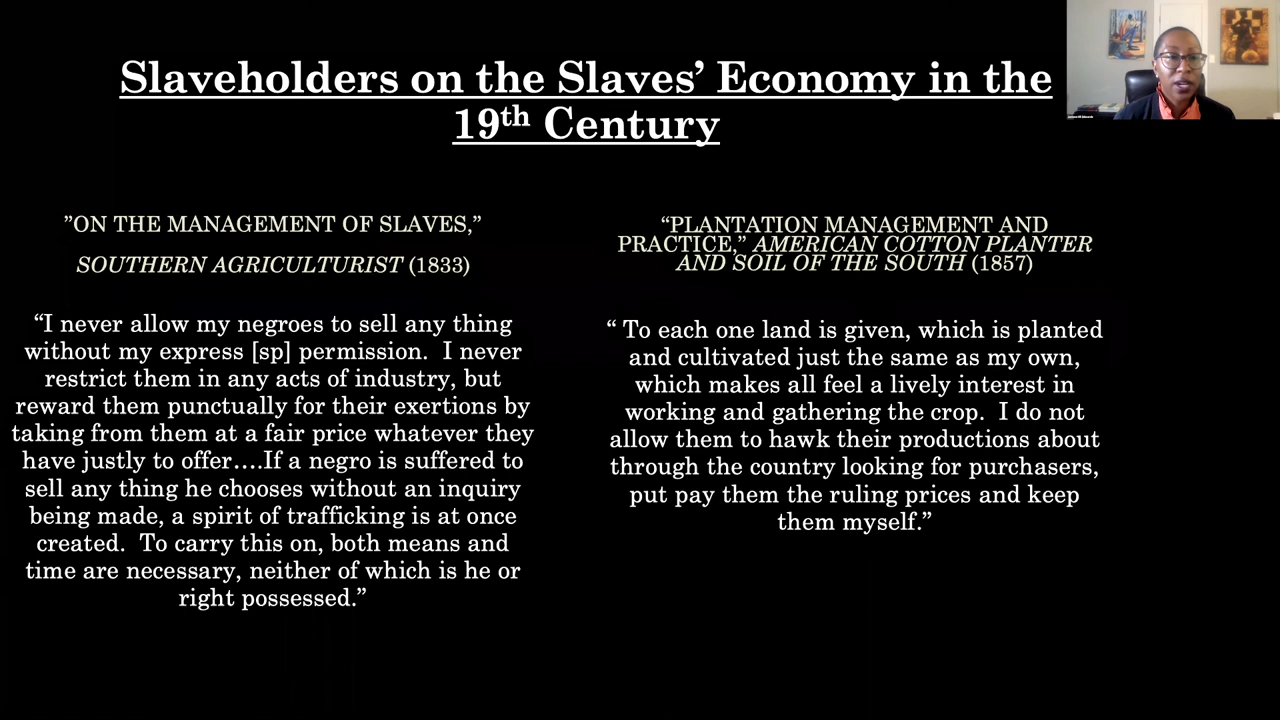 Slaveholders on the Slaves’ Economy in the
19th Century
”ON THE MANAGEMENT OF SLAVES,”
SOUTHERN AGRICULTURIST (1833)
“I never allow my negroes to sell any thing
without my express [sp] permission.  I never
restrict them in any acts of industry, but
reward them punctually for their exertions by
taking from them at a fair price whatever they
have justly to offer….If a negro is suffered to
sell any thing he chooses without an inquiry
being made, a spirit of trafficking is at once
created.  To carry this on, both means and
time are necessary, neither of which is he or
right possessed.”
“PLANTATION MANAGEMENT AND
PRACTICE,” AMERICAN COTTON PLANTER
AND SOIL OF THE SOUTH (1857)
“ To each one land is given, which is planted
and cultivated just the same as my own,
which makes all feel a lively interest in
working and gathering the crop.  I do not
allow them to hawk their productions about
through the country looking for purchasers,
put pay them the ruling prices and keep
them myself.”